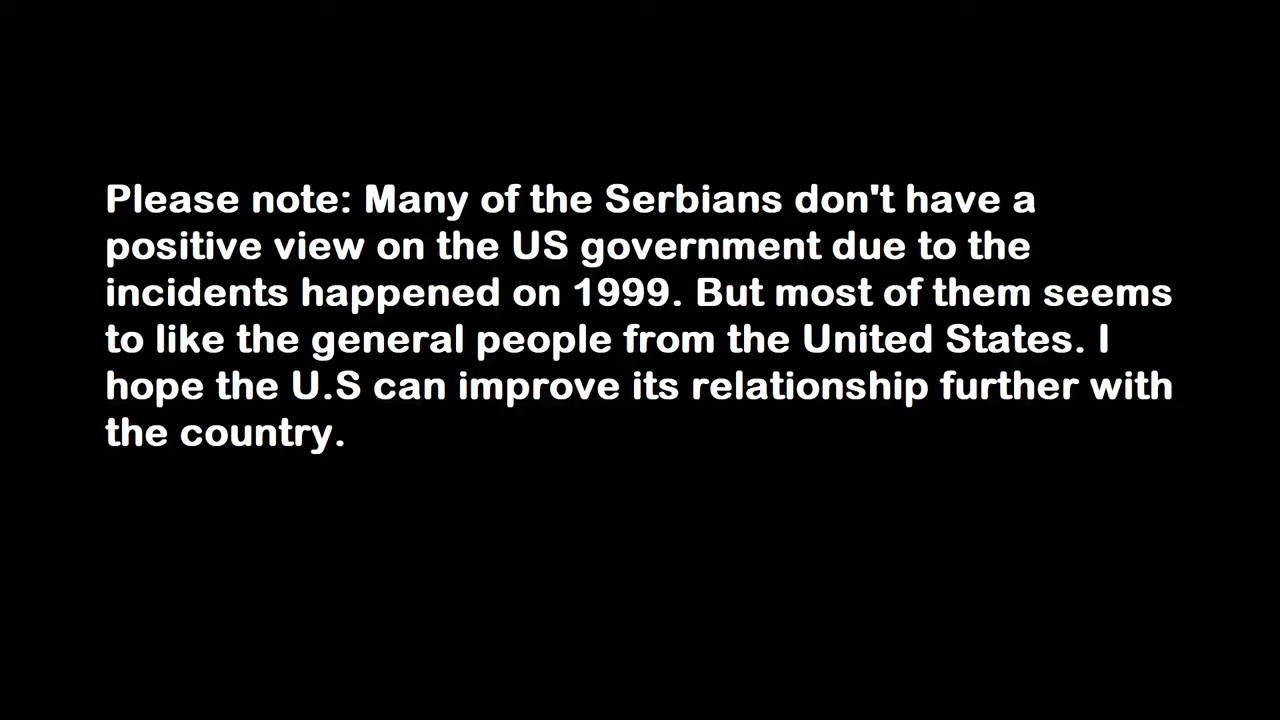 Please note: Many of the Serbians don't have a
positive view on the US government due to the
incidents happened on 1999. But most of them seems
to like the general people from the United States. I
hope the U.S can improve its relationship further with
the country.